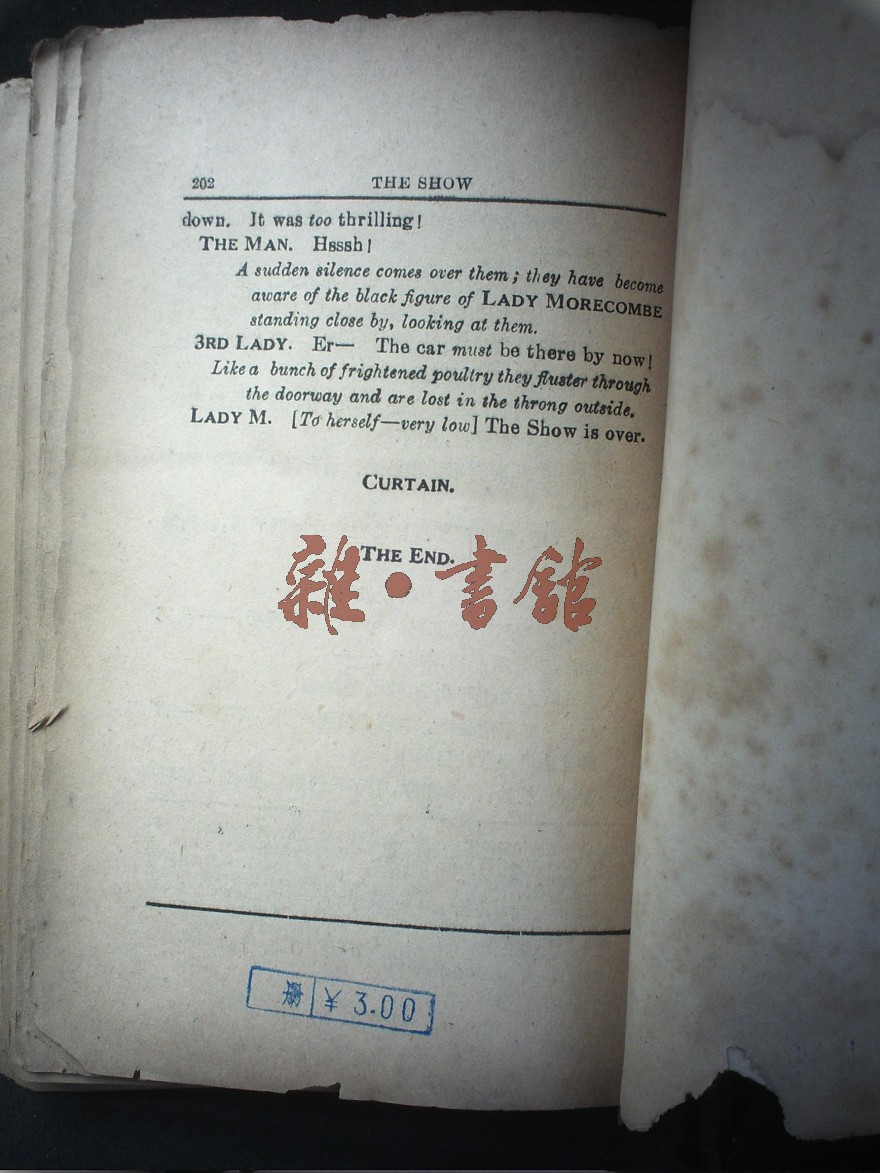 202 THE SHOW
down. It was too thrilling!
THE MAN. Hsssh!
A sudden silence comes over them; they have become
aware of the black figure of LADY MORECOMBE
standing close by, looking at them.
3RD LADY. Er— The car must be there by now!
Like a bunch of frightened poultry they fluster through
the doorway and are lost in the throng outside.
LADY M. [To herself—very low] The Show is over.
CURTAIN.
THE END.
雜·書館
¥ 3.00